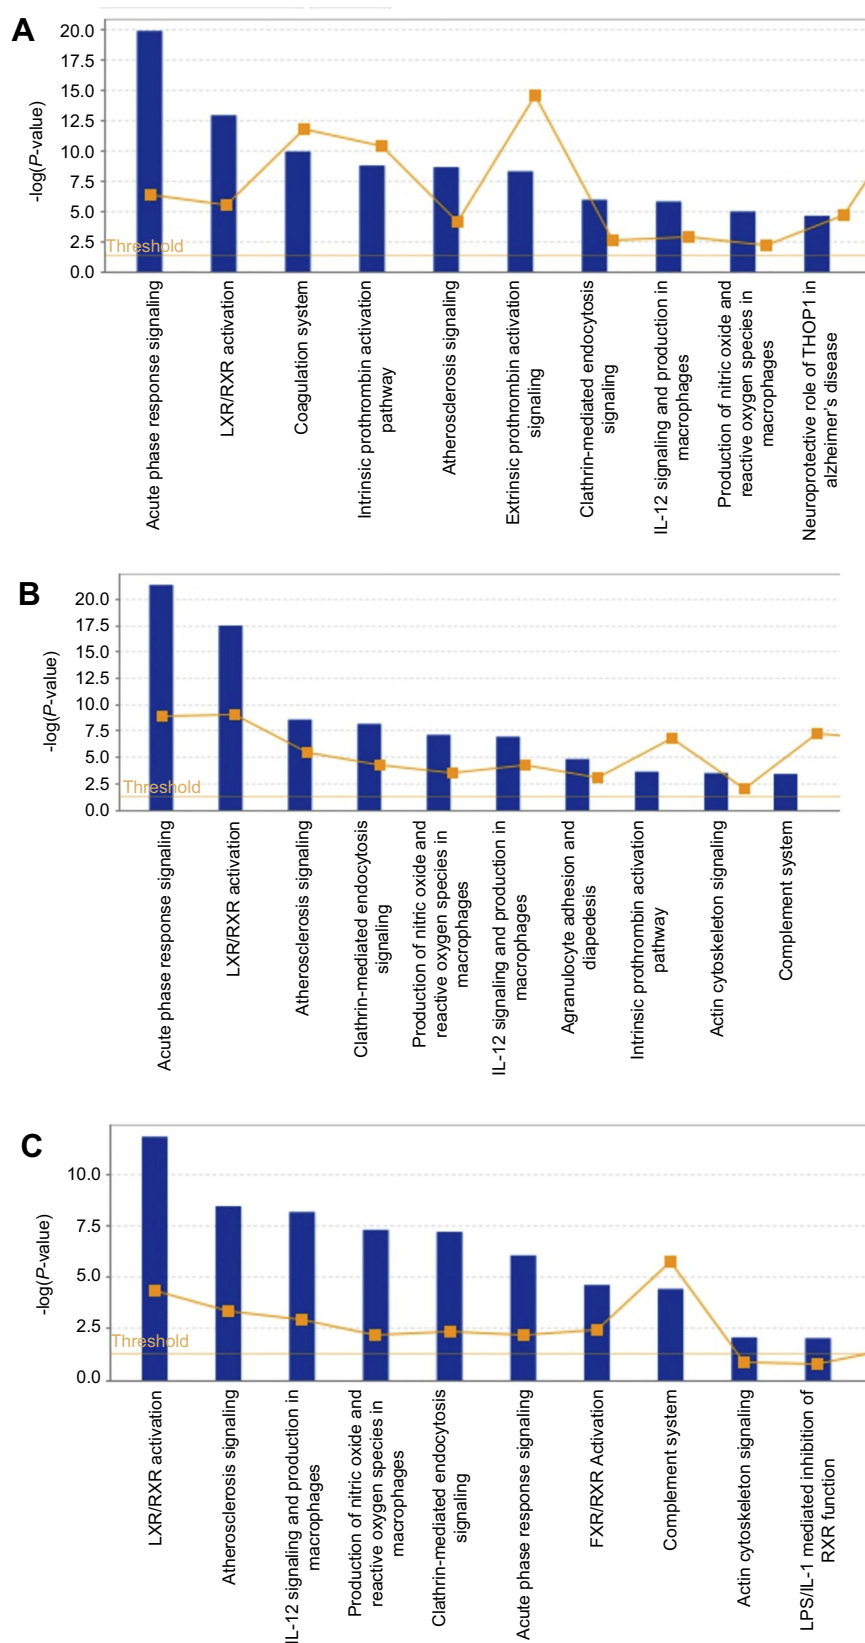 A
-log(P-value)
20.0
17.5
15.0
12.5
10.0
7.5
5.0
2.5
0.0
Threshold
Acute phase response signaling
LXR/RXR activation
Coagulation system
Intrinsic prothrombin activation
pathway
Atherosclerosis signaling
Extrinsic prothrombin activation
signaling
Clathrin-mediated endocytosis
signaling
IL-12 signaling and production in
macrophages
Production of nitric oxide and
reactive oxygen species in
macrophages
Neuroprotective role of THOP1 in
alzheimer's disease
B
-log(P-value)
20.0
17.5
15.0
12.5
10.0
7.5
5.0
2.5
0.0
Threshold
Acute phase response signaling
LXR/RXR activation
Atherosclerosis signaling
Clathrin-mediated endocytosis
signaling
Production of nitric oxide and
reactive oxygen species in
macrophages
IL-12 signaling and production in
macrophages
Agranulocyte adhesion and
diapedesis
Intrinsic prothrombin activation
pathway
Actin cytoskeleton signaling
Complement system
C
-log(P-value)
10.0
7.5
5.0
2.5
0.0
Threshold
LXR/RXR activation
Atherosclerosis signaling
IL-12 signaling and production in
macrophages
Production of nitric oxide and
reactive oxygen species in
macrophages
Clathrin-mediated endocytosis
signaling
Acute phase response signaling
FXR/RXR Activation
Complement system
Actin cytoskeleton signaling
LPS/IL-1 mediated inhibition of
RXR function